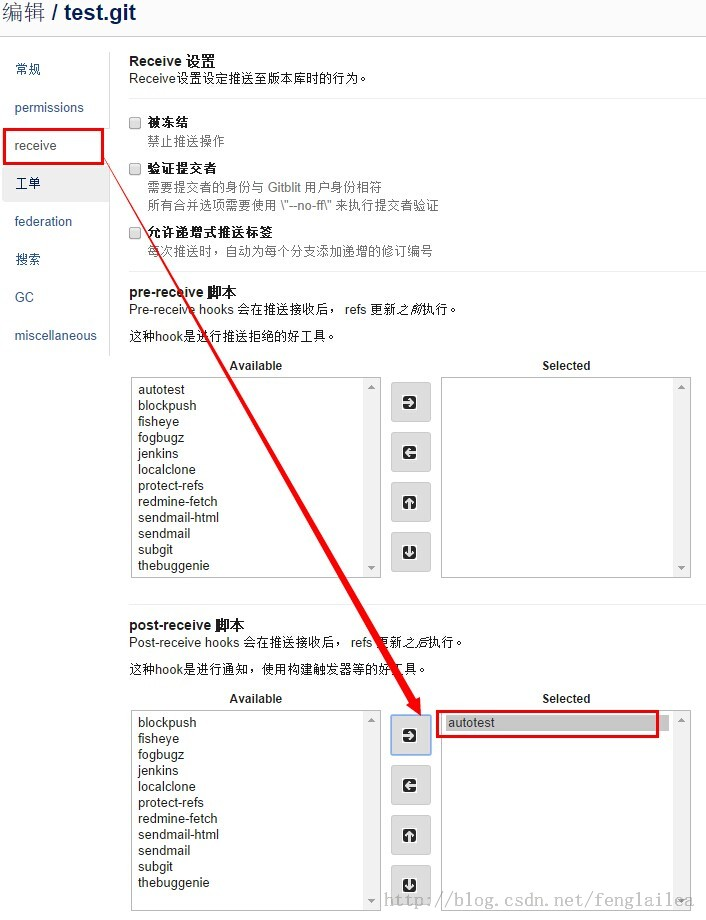 编辑 / test.git
常规
permissions
receive
工单
federation
搜索
GC
miscellaneous
Receive 设置
Receive设置设定推送至版本库时的行为。
被冻结
禁止推送操作
验证提交者
需要提交者的身份与 Gitblit 用户身份相符
所有合并选项需要使用 \"--no-ff\" 来执行提交者验证
允许递增式推送标签
每次推送时，自动为每个分支添加递增的修订编号
pre-receive 脚本
Pre-receive hooks 会在推送接收后， refs 更新之前执行。
这种hook是进行推送拒绝的好工具。
Available
Selected
autotest
blockpush
fisheye
fogbugz
jenkins
localclone
protect-refs
redmine-fetch
sendmail-html
sendmail
subgit
thebuggenie
post-receive 脚本
Post-receive hooks 会在推送接收后， refs 更新之后执行。
这种hook是进行通知，使用构建触发器等的好工具。
Available
Selected
blockpush
fisheye
fogbugz
jenkins
localclone
protect-refs
redmine-fetch
sendmail-html
sendmail
subgit
thebuggenie
autotest
http://blog.csdn.net/fenglailea